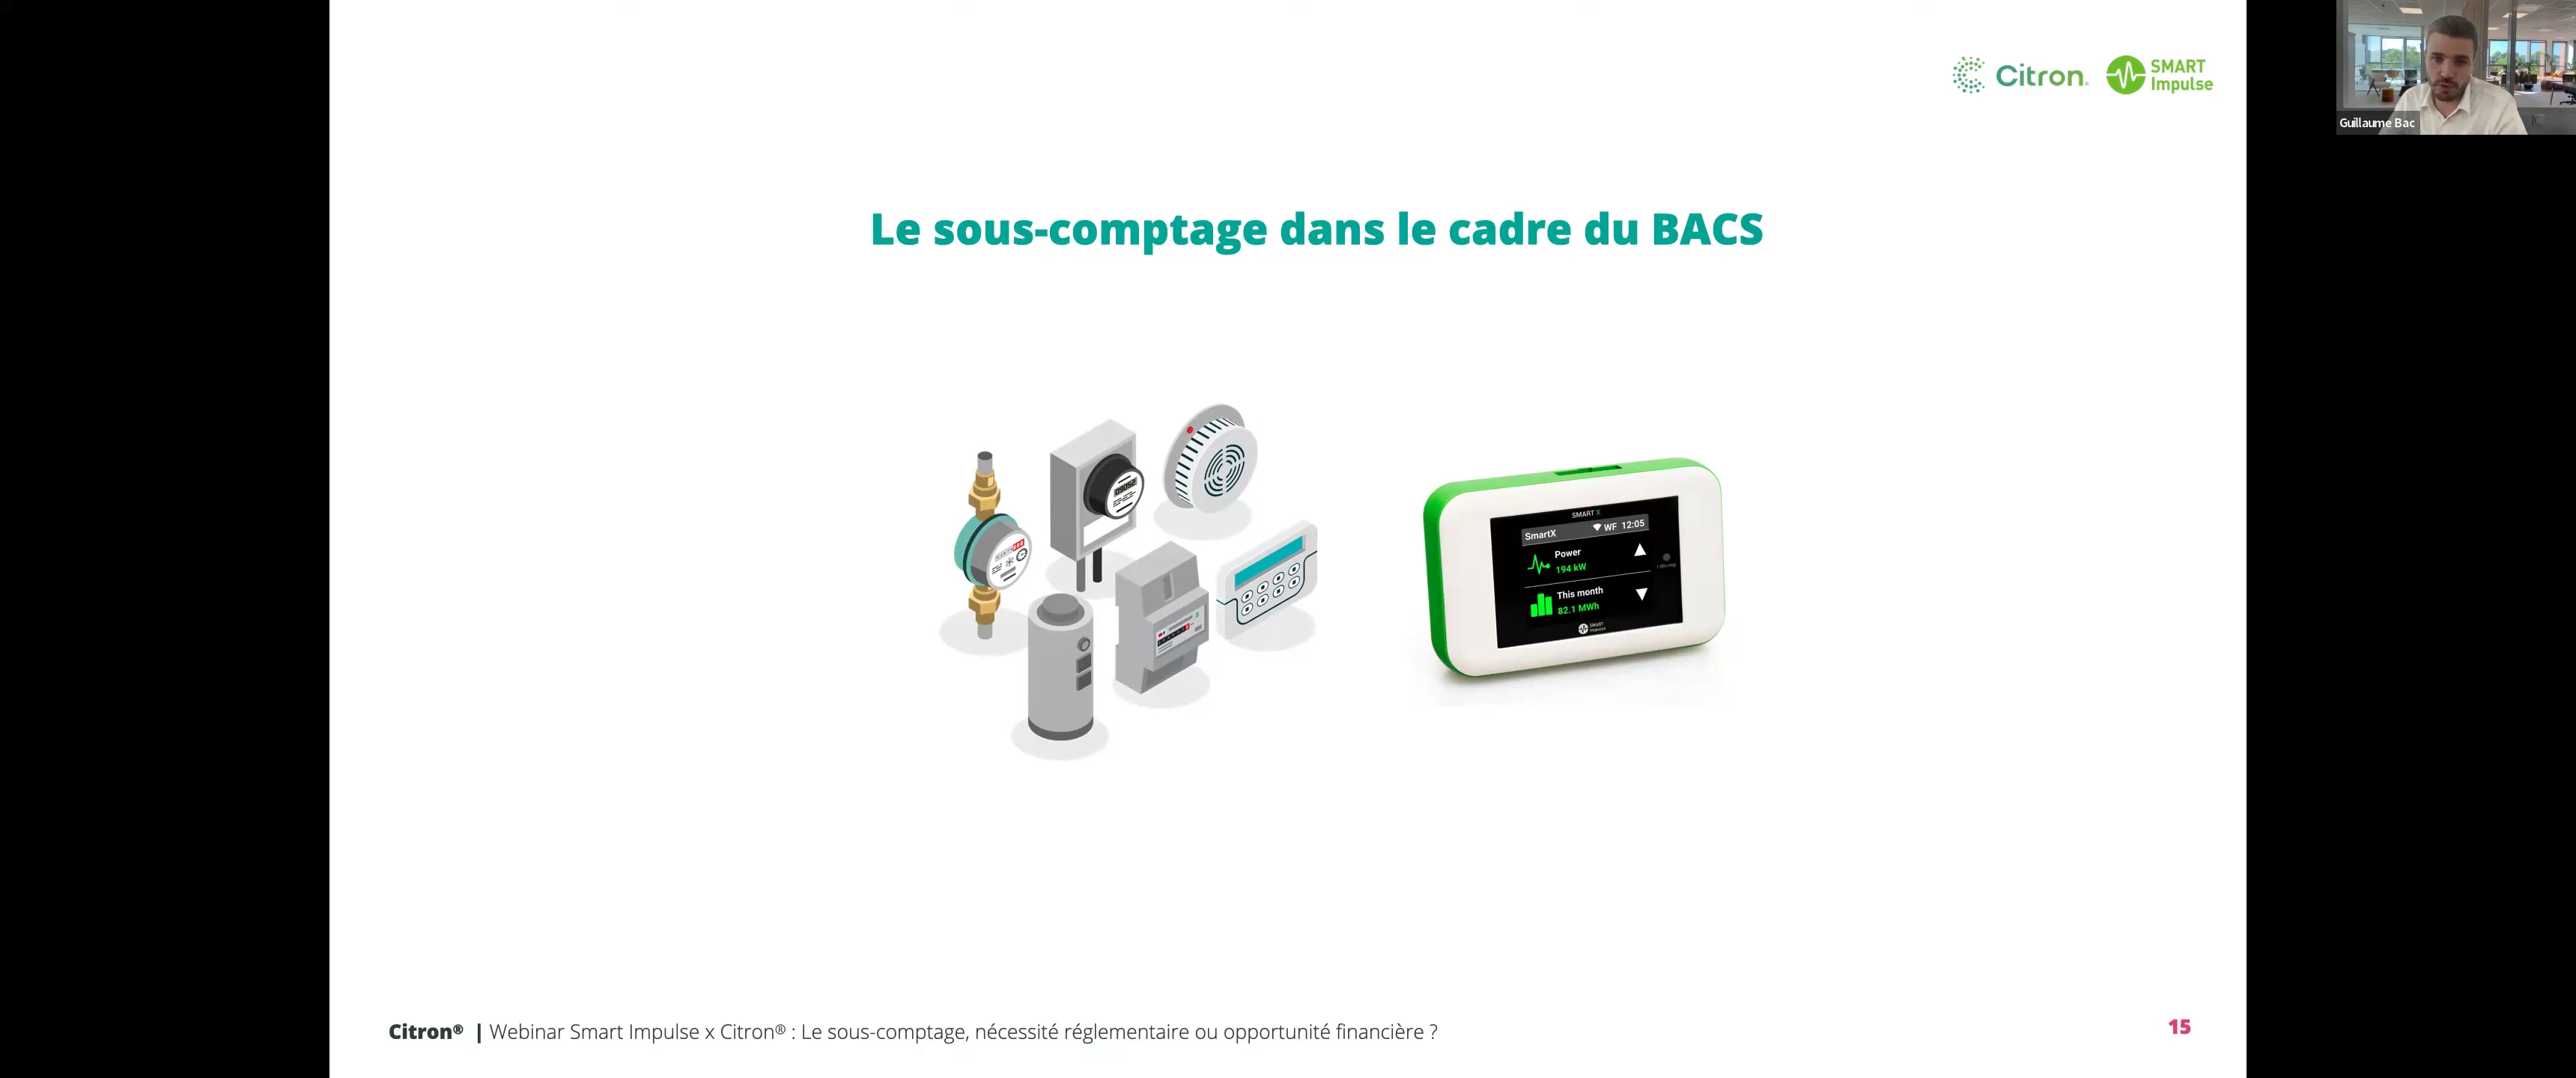 Citron®
SMART
Impulse
Guillaume Bac
Le sous-comptage dans le cadre du BACS
SMART X
SmartX WF 12:05
Power
194 kW
This month
82.1 MWh
SMART
Impulse
Citron® | Webinar Smart Impulse x Citron® : Le sous-comptage, nécessité réglementaire ou opportunité financière ?
15